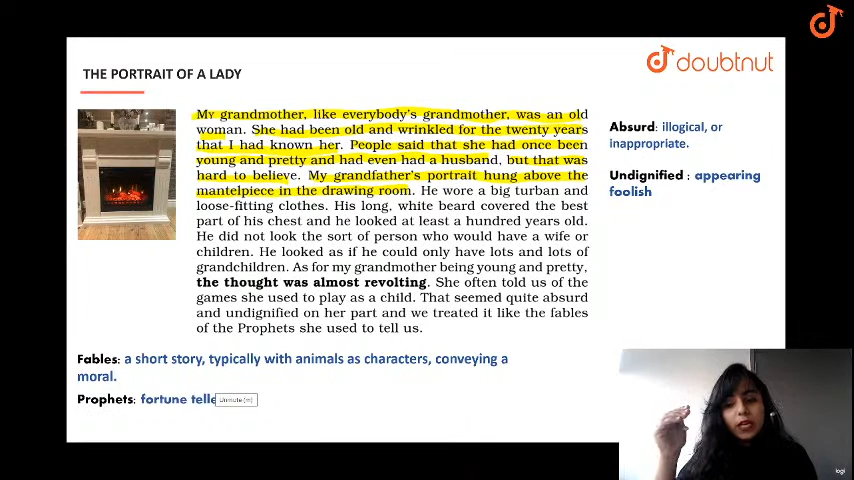 THE PORTRAIT OF A LADY
doubtnut
My grandmother, like everybody's grandmother, was an old
woman. She had been old and wrinkled for the twenty years
that I had known her. People said that she had once been
young and pretty and had even had a husband, but that was
hard to believe. My grandfather's portrait hung above the
mantelpiece in the drawing room. He wore a big turban and
loose-fitting clothes. His long, white beard covered the best
part of his chest and he looked at least a hundred years old.
He did not look the sort of person who would have a wife or
children. He looked as if he could only have lots and lots of
grandchildren. As for my grandmother being young and pretty,
the thought was almost revolting. She often told us of the
games she used to play as a child. That seemed quite absurd
and undignified on her part and we treated it like the fables
of the Prophets she used to tell us.
Absurd: illogical, or
inappropriate.
Undignified : appearing
foolish
Fables: a short story, typically with animals as characters, conveying a
moral.
Prophets: fortune telle
Unmute (m)
logi